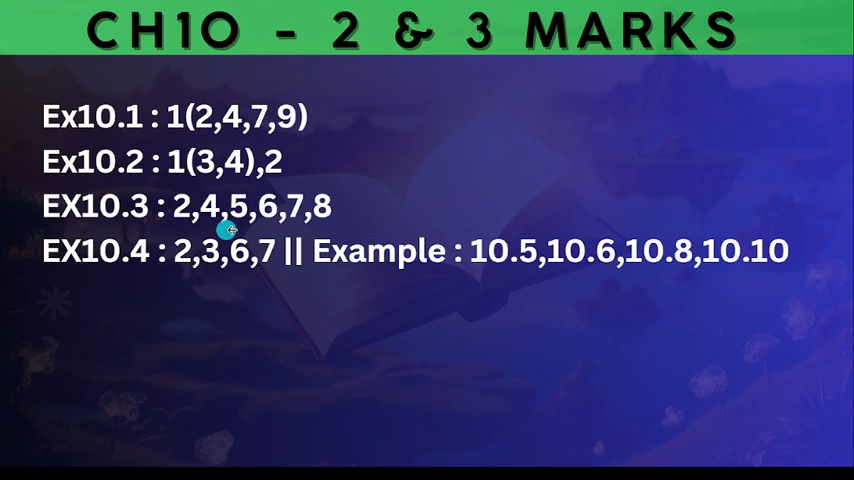 CH10 - 2 & 3 MARKS
Ex10.1 : 1(2,4,7,9)
Ex10.2 : 1(3,4),2
EX10.3 : 2,4,5,6,7,8
EX10.4 : 2,3,6,7 || Example : 10.5,10.6,10.8,10.10